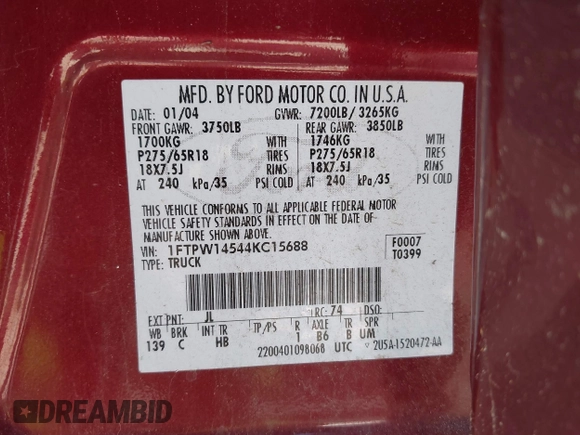 MFD. BY FORD MOTOR CO. IN U.S.A.
DATE: 01/04 GVWR: 7200LB/ 3265KG
FRONT GAWR: 3750LB REAR GAWR: 3850LB
1700KG WITH 1746KG WITH
P275/65R18 TIRES P275/65R18 TIRES
18X7.5J RIMS 18X7.5J RIMS
AT 240 kPa/35 PSI COLD AT 240 kPa/35 PSI COLD
THIS VEHICLE CONFORMS TO ALL APPLICABLE FEDERAL MOTOR
VEHICLE SAFETY STANDARDS IN EFFECT ON THE DATE OF
MANUFACTURE SHOWN ABOVE.
VIN: 1FTPW14544KC15688 F0007
TYPE: TRUCK T0399
EXT PNT: JL RC: 74 DSO:
WB BRK INT TR TP/PS R AXLE TR SPR
139 C HB 1 B6 B UM
2200401098068 UTC 2U5A-1520472-AA
DREAMBID